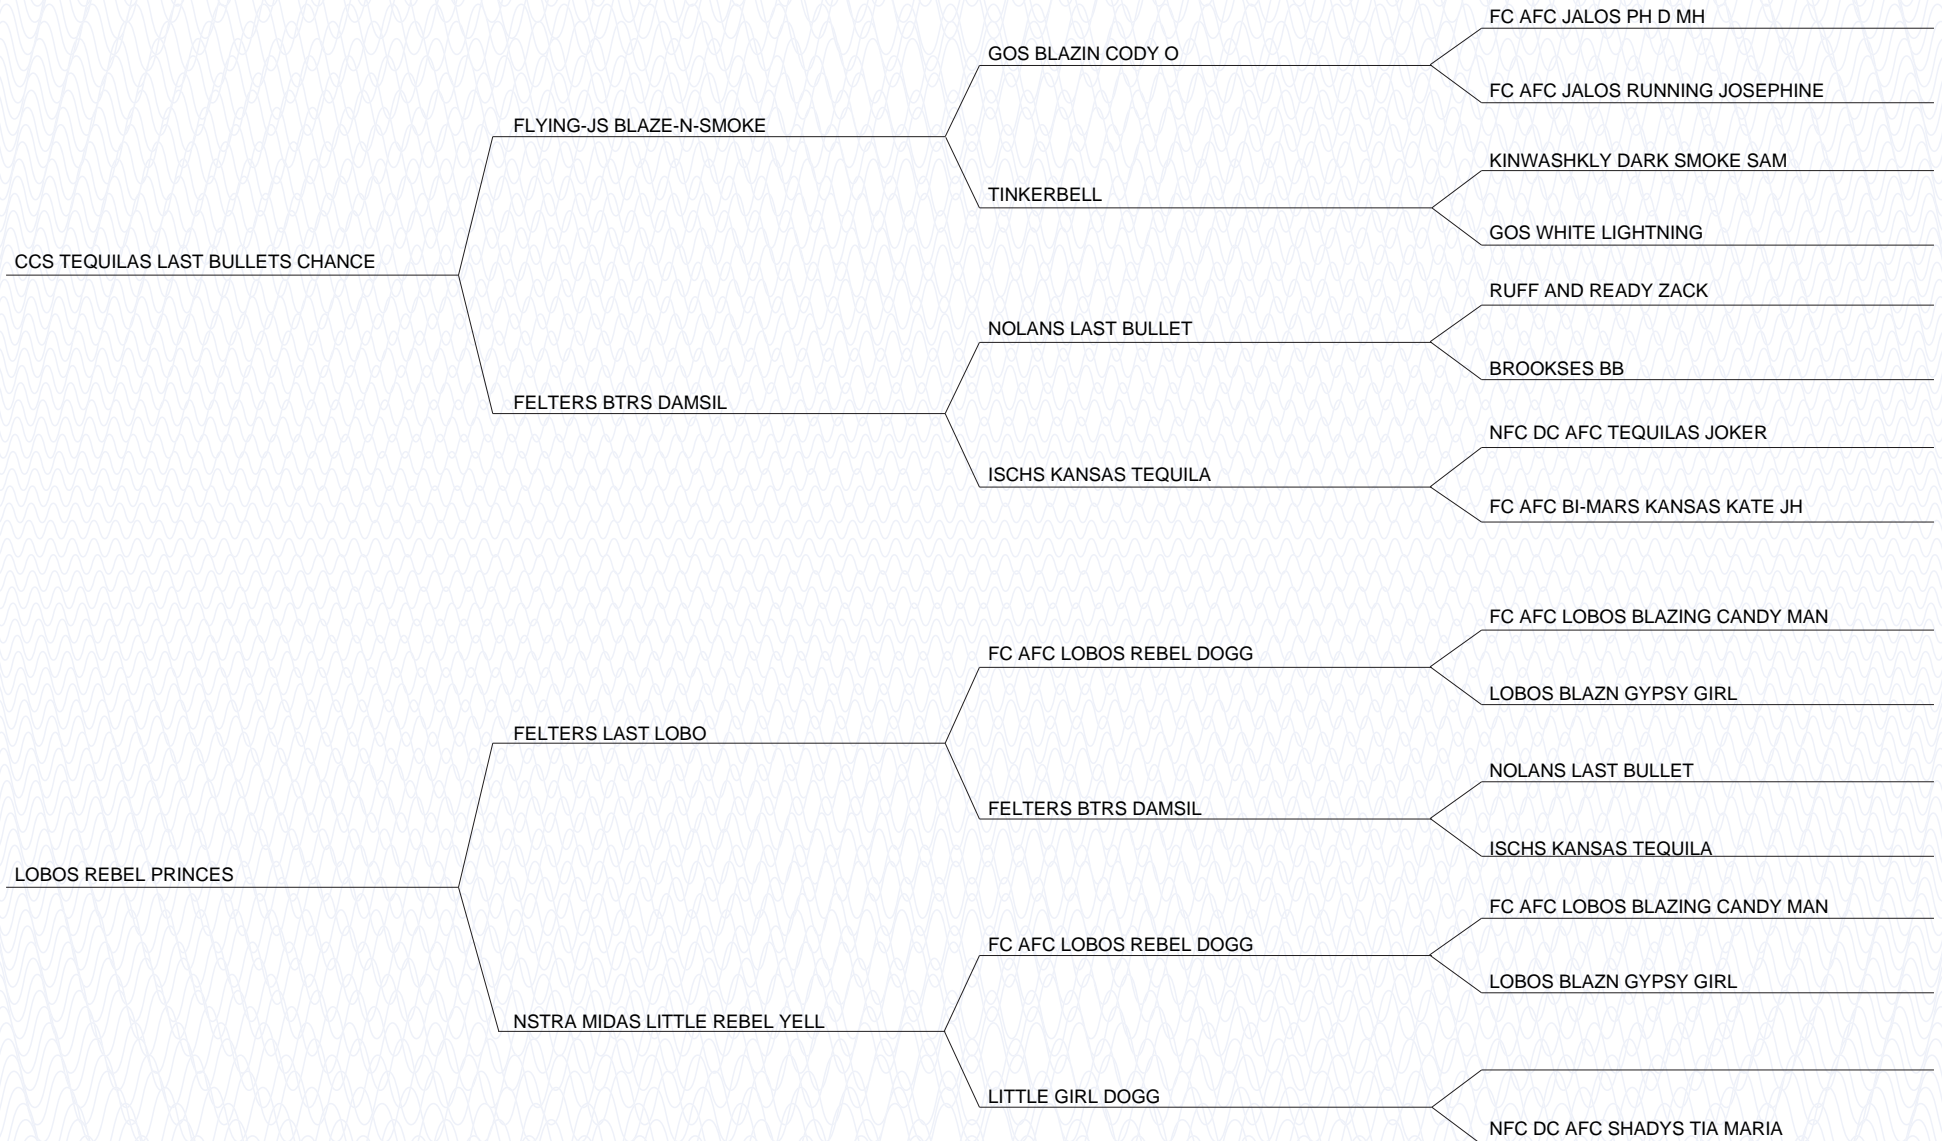 FC AFC JALOS PH D MH
GOS BLAZIN CODY O
FC AFC JALOS RUNNING JOSEPHINE
FLYING-JS BLAZE-N-SMOKE
KINWASHKLY DARK SMOKE SAM
TINKERBELL
GOS WHITE LIGHTNING
CCS TEQUILAS LAST BULLETS CHANCE
RUFF AND READY ZACK
NOLANS LAST BULLET
BROOKSES BB
FELTERS BTRS DAMSIL
NFC DC AFC TEQUILAS JOKER
ISCHS KANSAS TEQUILA
FC AFC BI-MARS KANSAS KATE JH
FC AFC LOBOS BLAZING CANDY MAN
FC AFC LOBOS REBEL DOGG
LOBOS BLAZN GYPSY GIRL
FELTERS LAST LOBO
NOLANS LAST BULLET
FELTERS BTRS DAMSIL
ISCHS KANSAS TEQUILA
LOBOS REBEL PRINCES
FC AFC LOBOS BLAZING CANDY MAN
FC AFC LOBOS REBEL DOGG
LOBOS BLAZN GYPSY GIRL
NSTRA MIDAS LITTLE REBEL YELL
LITTLE GIRL DOGG
NFC DC AFC SHADYS TIA MARIA